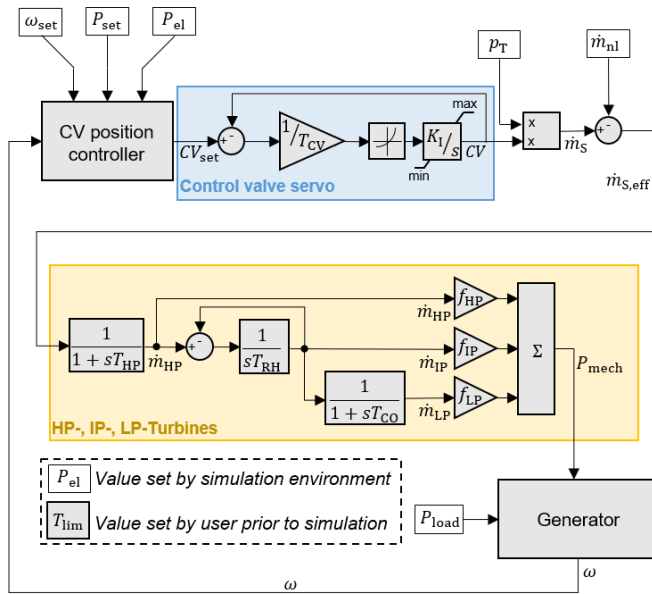 ω_set
P_set
P_el
p_T
ṁ_nl
CV position
controller
CV_set
+
-
1/T_CV
max
K_I/s
min
CV
x
x
ṁ_S
+
-
ṁ_S,eff
Control valve servo
1
1 + sT_HP
ṁ_HP
+
-
1
sT_RH
1
1 + sT_CO
ṁ_HP
f_HP
ṁ_IP
f_IP
ṁ_LP
f_LP
Σ
P_mech
HP-, IP-, LP-Turbines
P_el Value set by simulation environment
T_lim Value set by user prior to simulation
P_load
Generator
ω
ω